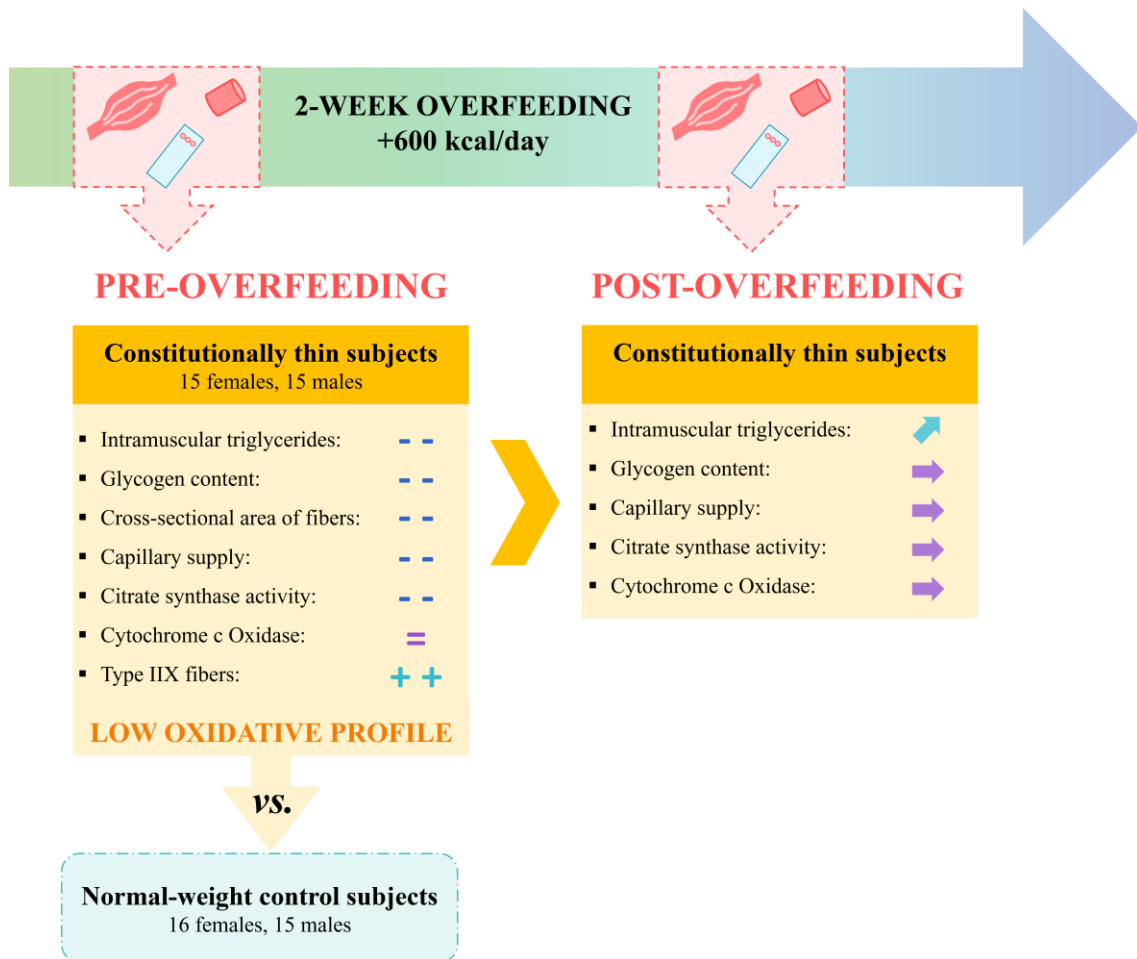 2-WEEK OVERFEEDING
+600 kcal/day
PRE-OVERFEEDING
Constitutionally thin subjects
15 females, 15 males
▪ Intramuscular triglycerides: - -
▪ Glycogen content: - -
▪ Cross-sectional area of fibers: - -
▪ Capillary supply: - -
▪ Citrate synthase activity: - -
▪ Cytochrome c Oxidase: =
▪ Type IIX fibers: + +
LOW OXIDATIVE PROFILE
vs.
Normal-weight control subjects
16 females, 15 males
POST-OVERFEEDING
Constitutionally thin subjects
▪ Intramuscular triglycerides:
▪ Glycogen content:
▪ Capillary supply:
▪ Citrate synthase activity:
▪ Cytochrome c Oxidase: